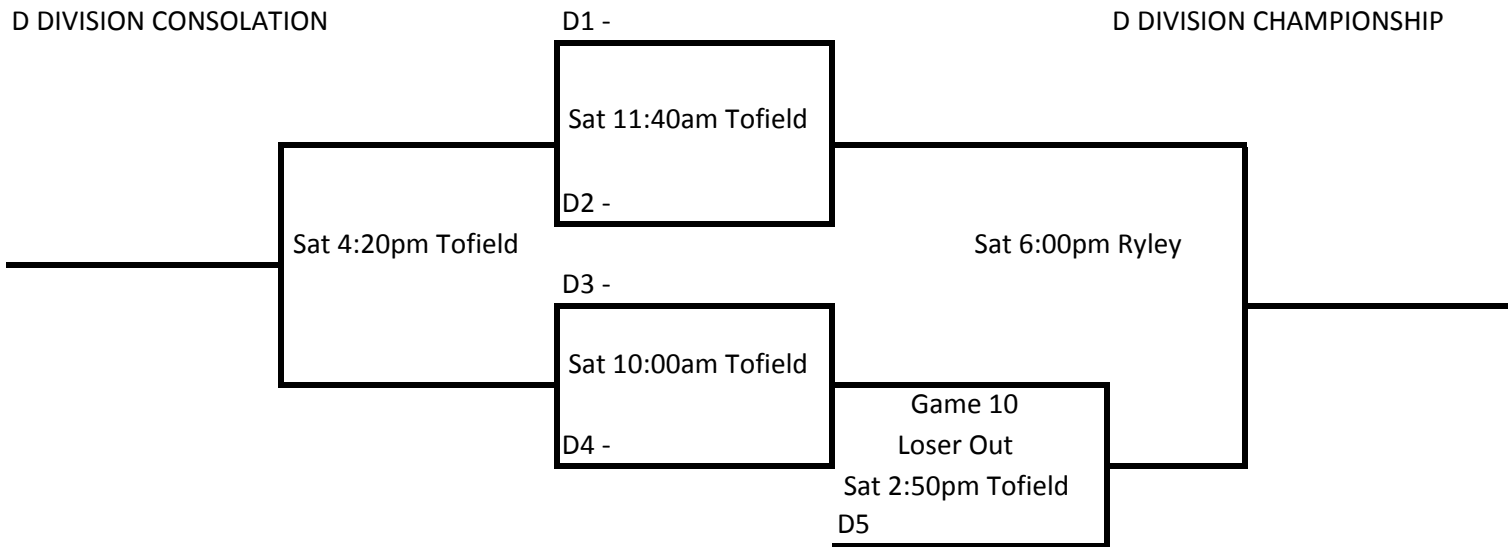 D DIVISION CONSOLATION
D1 -
D DIVISION CHAMPIONSHIP
Sat 11:40am Tofield
D2 -
Sat 4:20pm Tofield
Sat 6:00pm Ryley
D3 -
Sat 10:00am Tofield
Game 10
D4 -
Loser Out
Sat 2:50pm Tofield
D5